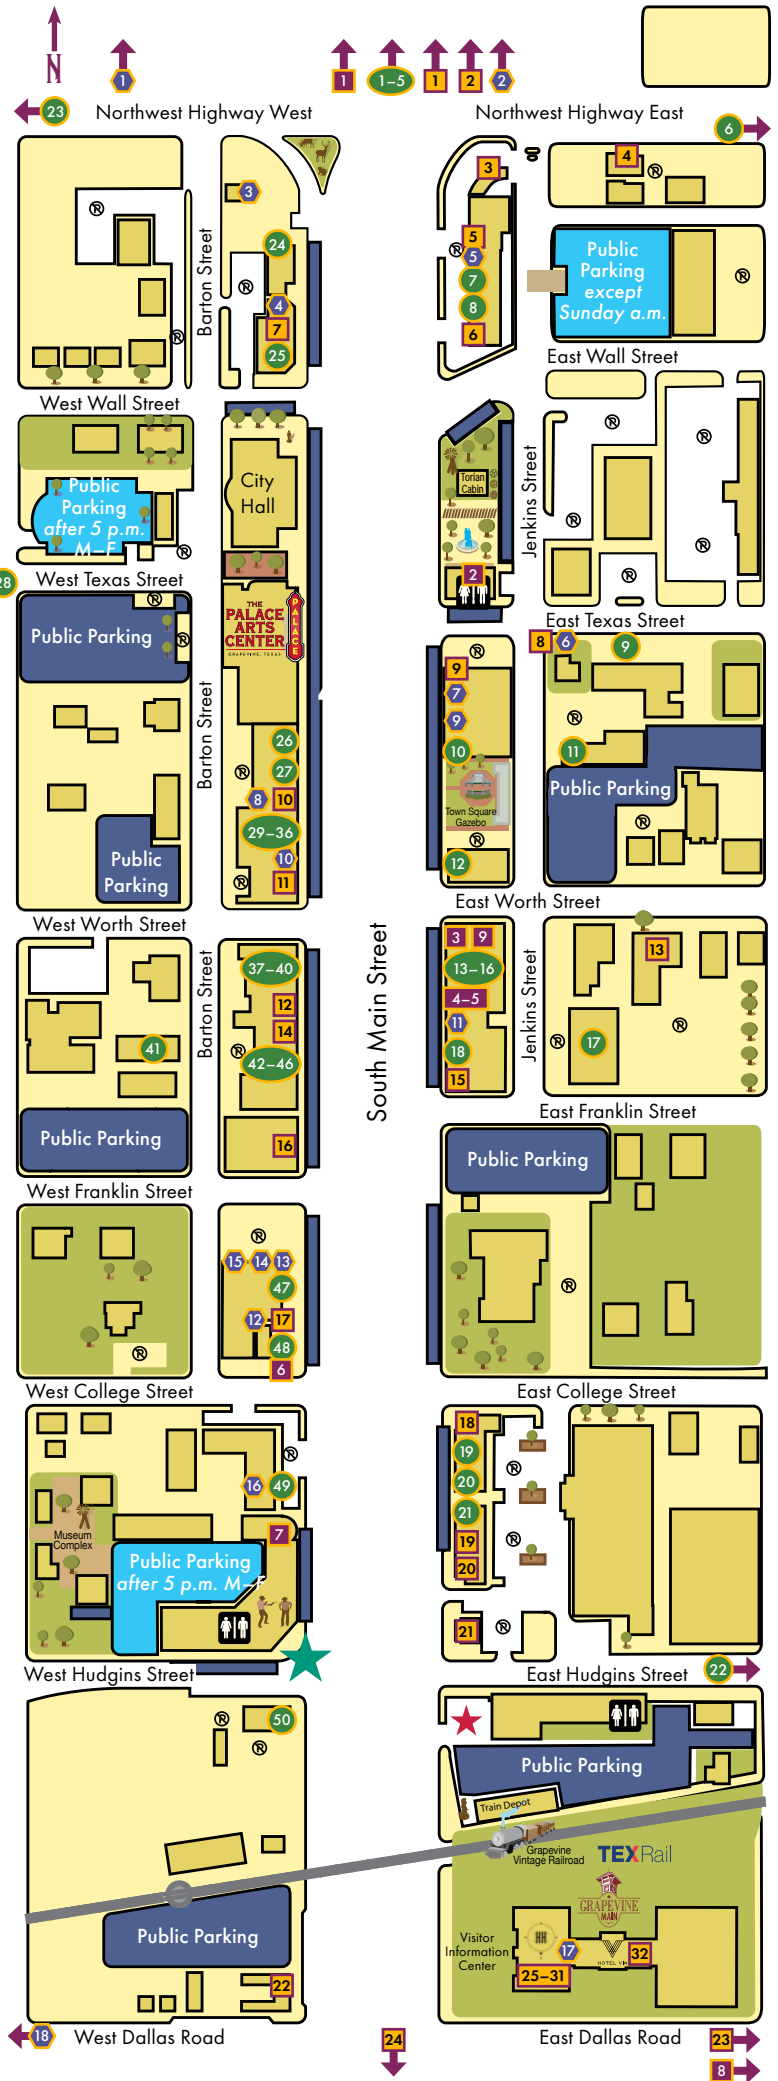 N
1
1
1–5
1
2
2
23
Northwest Highway West
Northwest Highway East
6
3
24
4
7
25
Barton Street
3
5
5
7
8
6
4
Public
Parking
except
Sunday a.m.
East Wall Street
West Wall Street
Public
Parking
after 5 p.m.
M–F
City
Hall
Torian
Cabin
Jenkins Street
2
28
West Texas Street
East Texas Street
Public Parking
THE
PALACE
ARTS
CENTER
GRAPEVINE, TEXAS
PALACE
Barton Street
26
27
8
10
29–36
10
11
Public
Parking
9
7
9
10
Town Square
Gazebo
12
8
6
9
11
Public Parking
West Worth Street
East Worth Street
41
Public Parking
Barton Street
37–40
12
14
42–46
16
South Main Street
3
9
13–16
4–5
11
18
15
Jenkins Street
13
17
East Franklin Street
West Franklin Street
Public Parking
15
14
13
47
12
17
48
6
West College Street
East College Street
16
49
7
Museum
Complex
Public Parking
after 5 p.m. M–F
18
19
20
21
19
20
21
West Hudgins Street
East Hudgins Street
22
50
Public Parking
Train Depot
Grapevine
Vintage Railroad
TEXRail
GRAPEVINE
MAIN
Public Parking
Visitor
Information
Center
17
HOTEL VIN
32
25–31
22
18
West Dallas Road
24
East Dallas Road
23
8